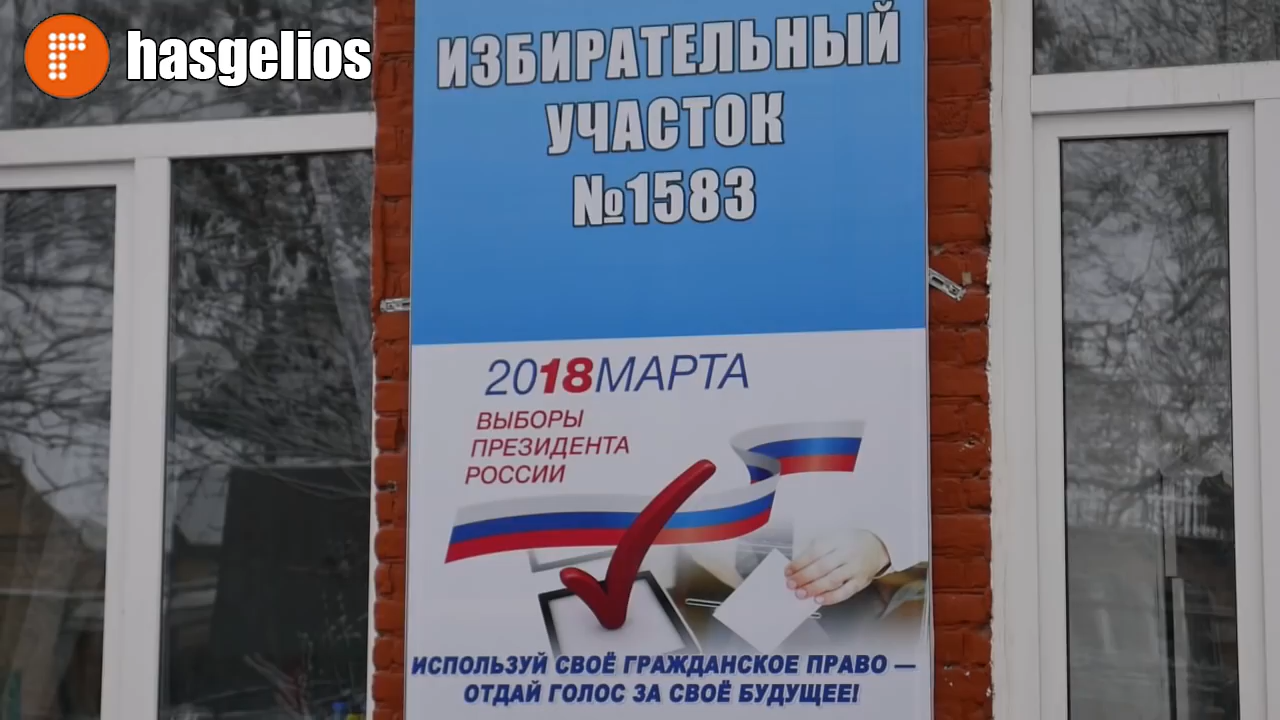 hasgelios
ИЗБИРАТЕЛЬНЫЙ
УЧАСТОК
№1583
2018МАРТА
ВЫБОРЫ
ПРЕЗИДЕНТА
РОССИИ
ИСПОЛЬЗУЙ СВОЁ ГРАЖДАНСКОЕ ПРАВО —
ОТДАЙ ГОЛОС ЗА СВОЁ БУДУЩЕЕ!